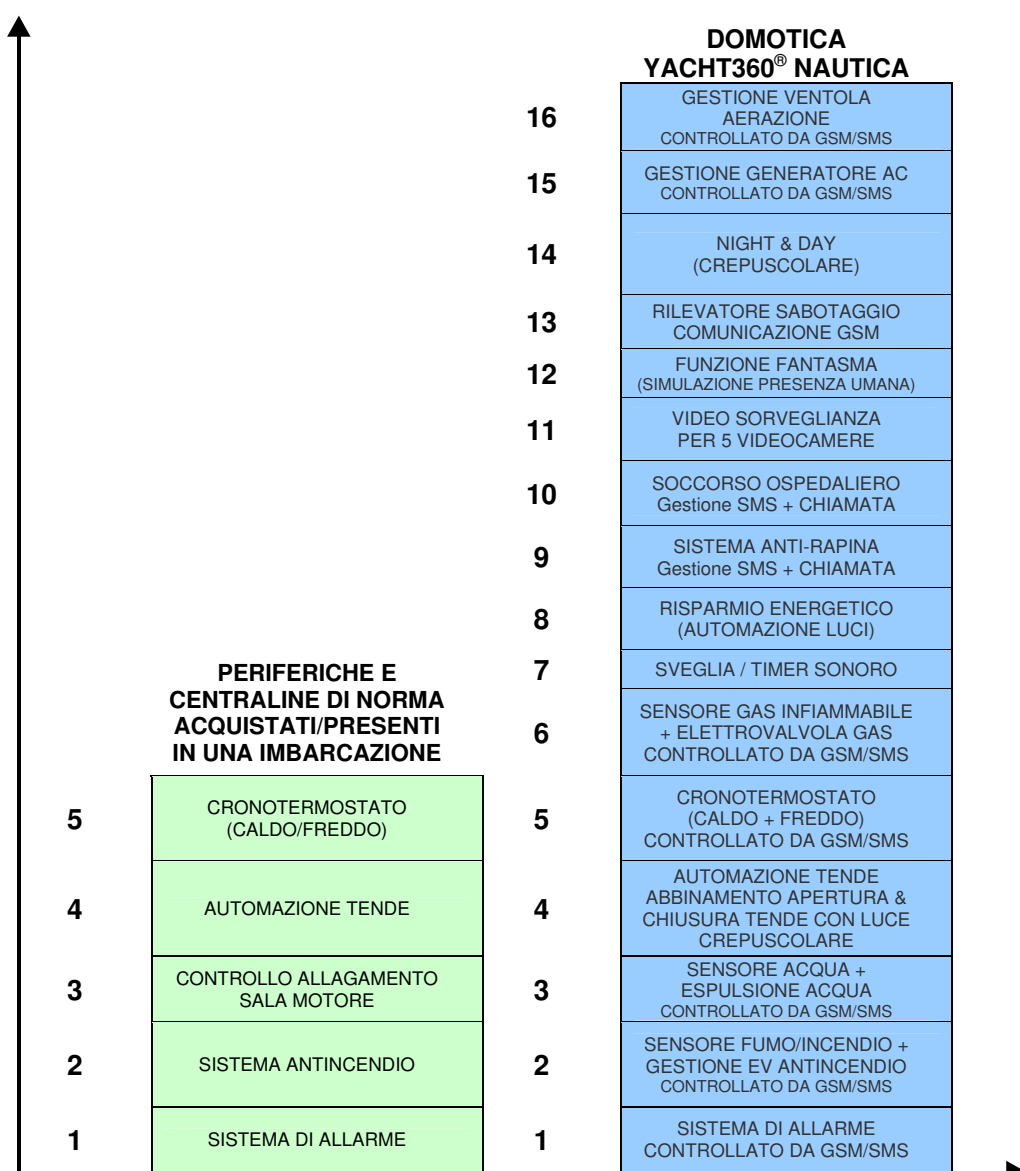 DOMOTICA
YACHT360® NAUTICA
16
GESTIONE VENTOLA
AERAZIONE
CONTROLLATO DA GSM/SMS
15
GESTIONE GENERATORE AC
CONTROLLATO DA GSM/SMS
14
NIGHT & DAY
(CREPUSCOLARE)
13
RILEVATORE SABOTAGGIO
COMUNICAZIONE GSM
12
FUNZIONE FANTASMA
(SIMULAZIONE PRESENZA UMANA)
11
VIDEO SORVEGLIANZA
PER 5 VIDEOCAMERE
10
SOCCORSO OSPEDALIERO
Gestione SMS + CHIAMATA
9
SISTEMA ANTI-RAPINA
Gestione SMS + CHIAMATA
8
RISPARMIO ENERGETICO
(AUTOMAZIONE LUCI)
7
SVEGLIA / TIMER SONORO
6
SENSORE GAS INFIAMMABILE
+ ELETTROVALVOLA GAS
CONTROLLATO DA GSM/SMS
PERIFERICHE E
CENTRALINE DI NORMA
ACQUISTATI/PRESENTI
IN UNA IMBARCAZIONE
5
CRONOTERMOSTATO
(CALDO/FREDDO)
5
CRONOTERMOSTATO
(CALDO + FREDDO)
CONTROLLATO DA GSM/SMS
4
AUTOMAZIONE TENDE
4
AUTOMAZIONE TENDE
ABBINAMENTO APERTURA &
CHIUSURA TENDE CON LUCE
CREPUSCOLARE
3
CONTROLLO ALLAGAMENTO
SALA MOTORE
3
SENSORE ACQUA +
ESPULSIONE ACQUA
CONTROLLATO DA GSM/SMS
2
SISTEMA ANTINCENDIO
2
SENSORE FUMO/INCENDIO +
GESTIONE EV ANTINCENDIO
CONTROLLATO DA GSM/SMS
1
SISTEMA DI ALLARME
1
SISTEMA DI ALLARME
CONTROLLATO DA GSM/SMS